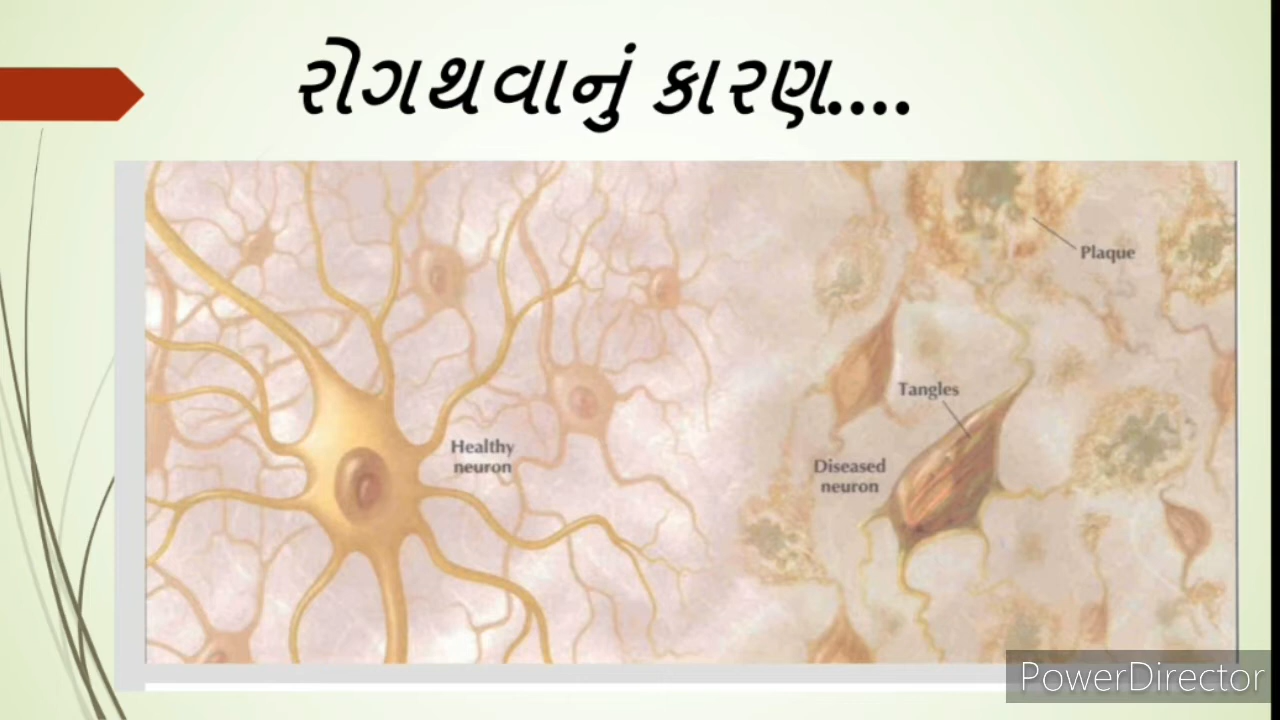 રોગથવાનું કારણ....
Plaque
Tangles
Healthy
neuron
Diseased
neuron
PowerDirector